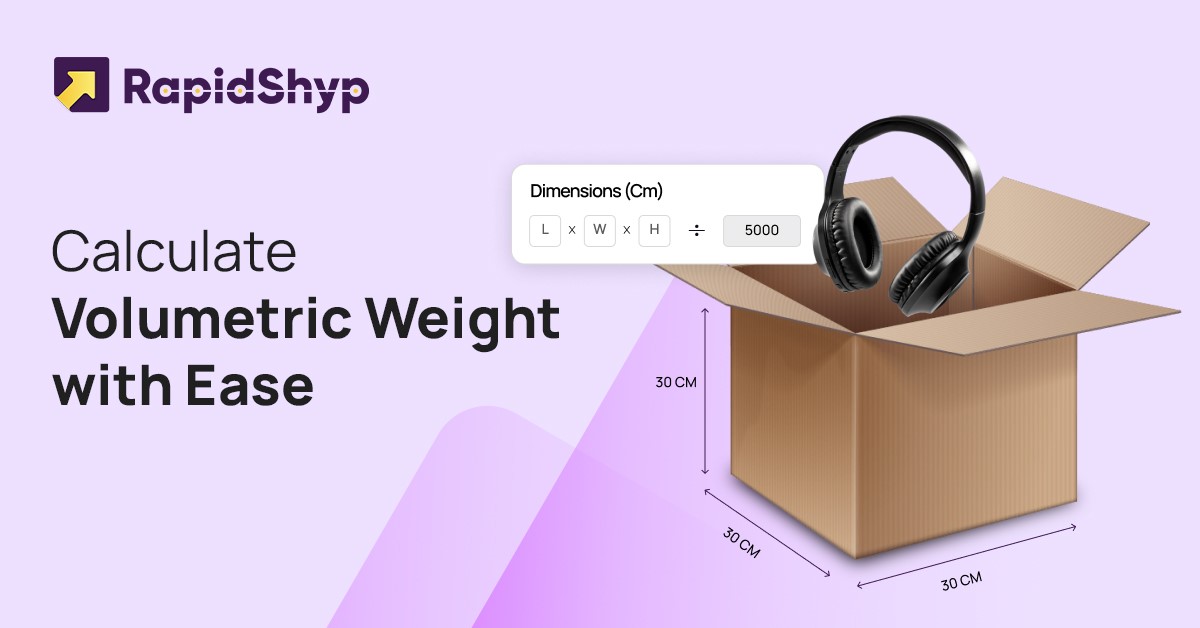 RapidShyp
Dimensions (Cm)
L x W x H ÷ 5000
Calculate
Volumetric Weight
with Ease
30 CM
30 CM
30 CM